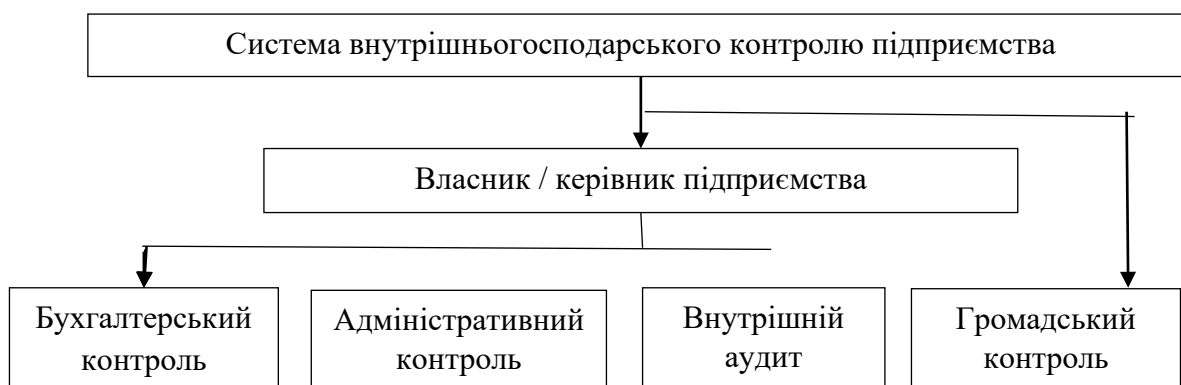 Система внутрішньогосподарського контролю підприємства
Власник / керівник підприємства
Бухгалтерський
контроль
Адміністративний
контроль
Внутрішній
аудит
Громадський
контроль